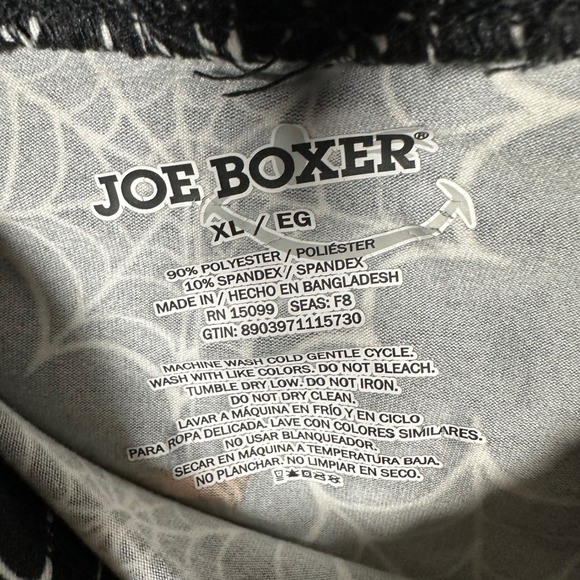 JOE BOXER®
XL / EG
90% POLYESTER / POLIÉSTER
10% SPANDEX / SPANDEX
MADE IN / HECHO EN BANGLADESH
RN 15099 SEAS: F8
GTIN: 8903971115730
MACHINE WASH COLD GENTLE CYCLE.
WASH WITH LIKE COLORS. DO NOT BLEACH.
TUMBLE DRY LOW. DO NOT IRON.
DO NOT DRY CLEAN.
LAVAR A MÁQUINA EN FRÍO Y EN CICLO
PARA ROPA DELICADA. LAVE CON COLORES SIMILARES.
NO USAR BLANQUEADOR.
SECAR EN MÁQUINA A TEMPERATURA BAJA.
NO PLANCHAR. NO LIMPIAR EN SECO.